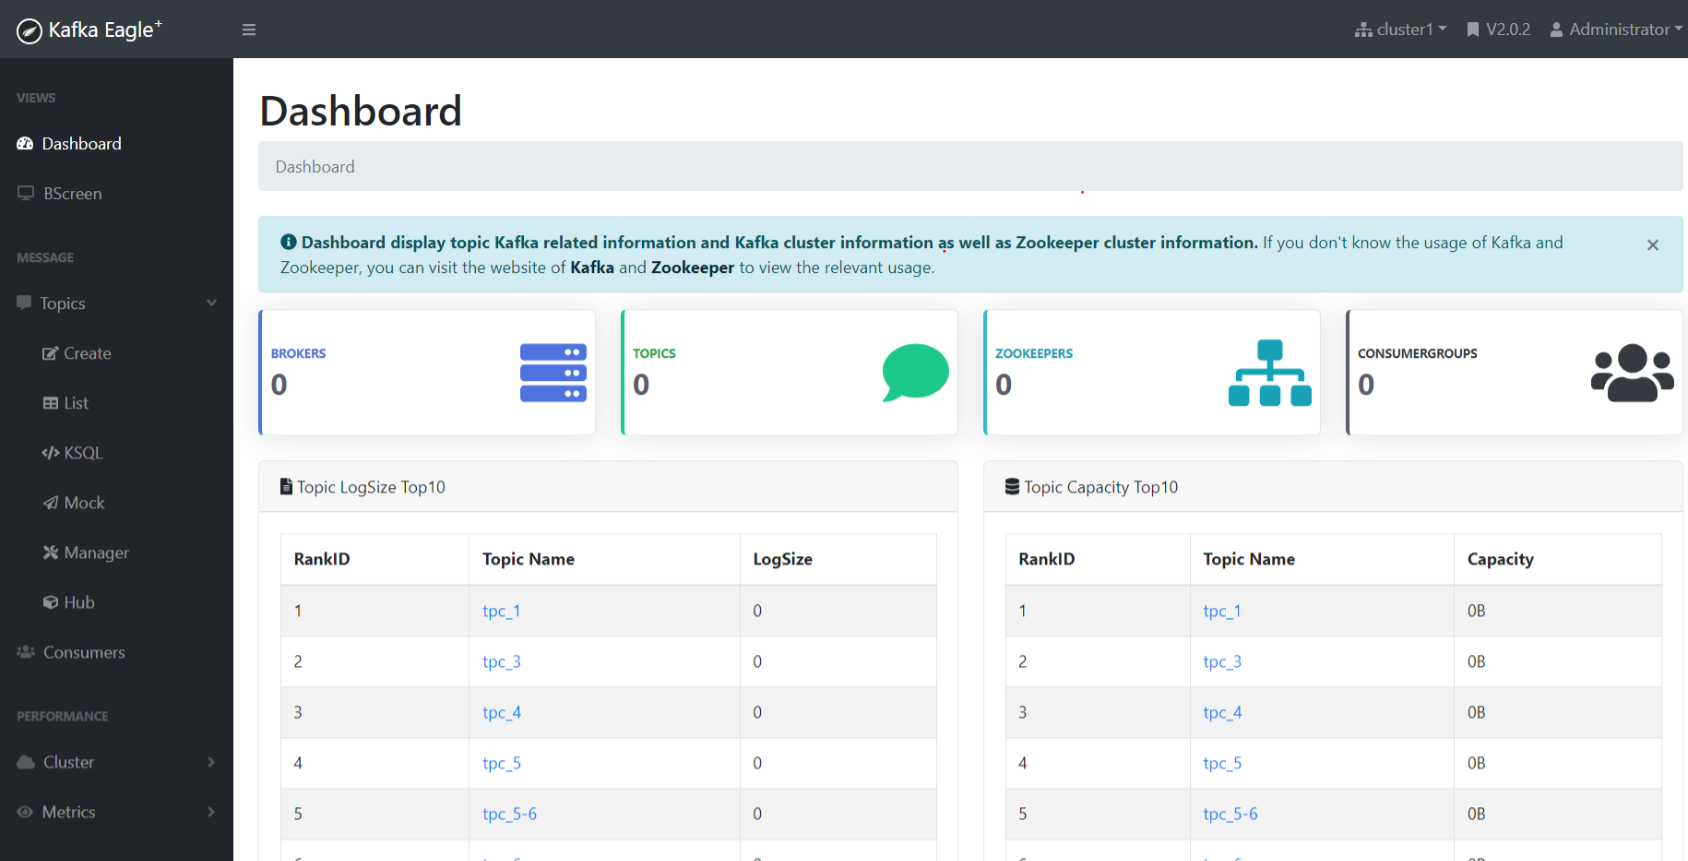 Kafka Eagle+
cluster1
V2.0.2
Administrator
VIEWS
Dashboard
BScreen
MESSAGE
Topics
Create
List
KSQL
Mock
Manager
Hub
Consumers
PERFORMANCE
Cluster
Metrics
Dashboard
Dashboard
Dashboard display topic Kafka related information and Kafka cluster information as well as Zookeeper cluster information. If you don't know the usage of Kafka and
Zookeeper, you can visit the website of Kafka and Zookeeper to view the relevant usage.
×
BROKERS
0
TOPICS
0
ZOOKEEPERS
0
CONSUMERGROUPS
0
Topic LogSize Top10
RankID Topic Name LogSize
1 tpc_1 0
2 tpc_3 0
3 tpc_4 0
4 tpc_5 0
5 tpc_5-6 0
Topic Capacity Top10
RankID Topic Name Capacity
1 tpc_1 0B
2 tpc_3 0B
3 tpc_4 0B
4 tpc_5 0B
5 tpc_5-6 0B